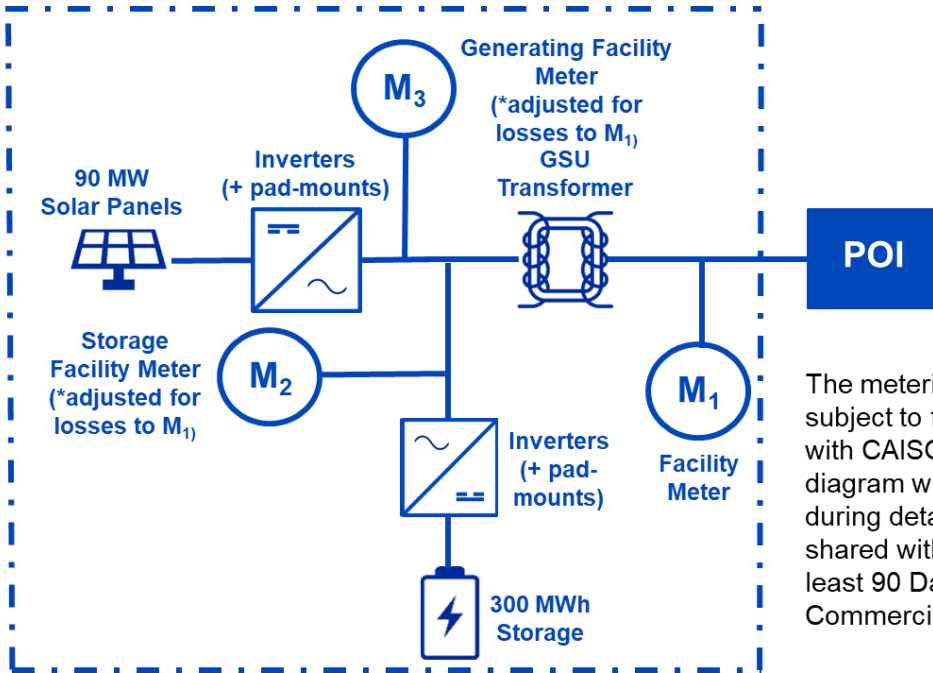 Generating Facility
Meter
(*adjusted for
losses to M1)
M3
GSU
Transformer
Inverters
(+ pad-mounts)
90 MW
Solar Panels
POI
Storage
Facility Meter
(*adjusted for
losses to M1)
M2
M1
Facility
Meter
Inverters
(+ pad-
mounts)
300 MWh
Storage
The meteri
subject to
with CAISO
diagram w
during deta
shared with
least 90 Da
Commerci